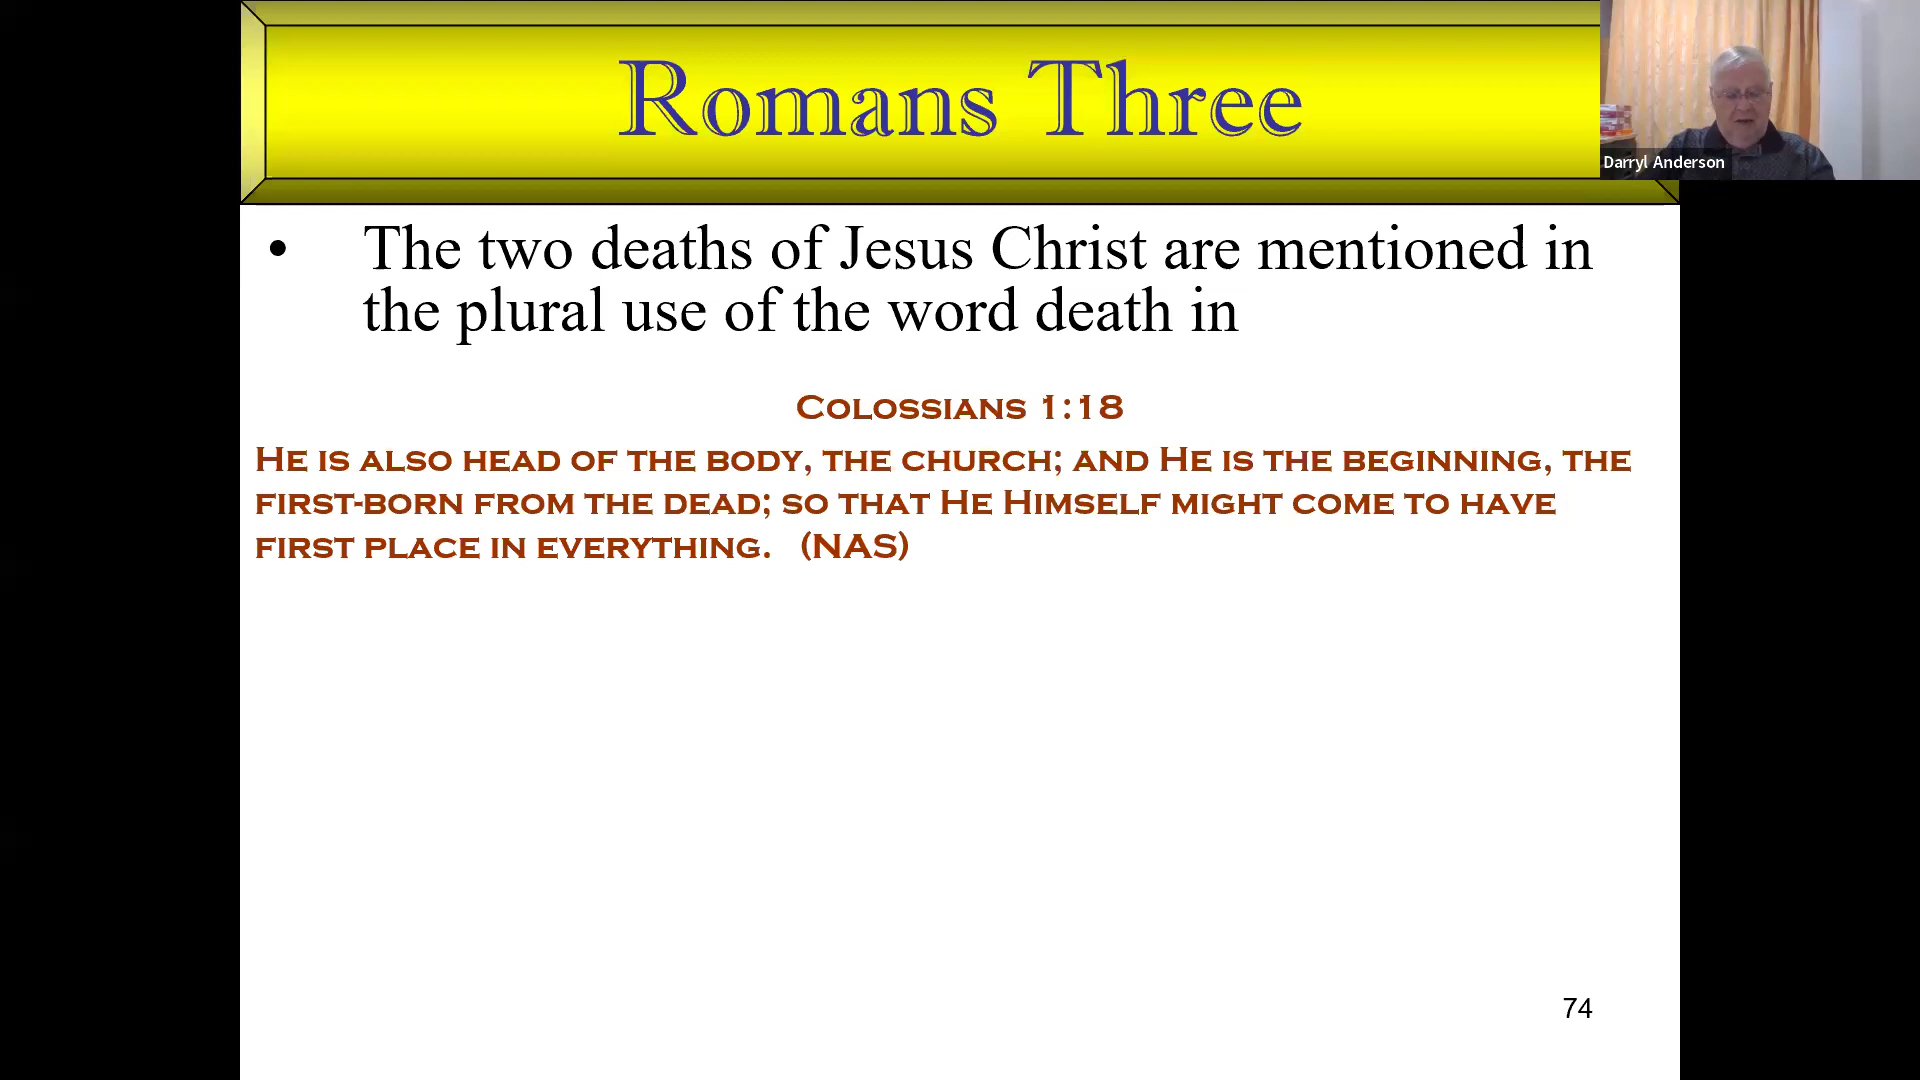 Romans Three
Darryl Anderson
• The two deaths of Jesus Christ are mentioned in
the plural use of the word death in
Colossians 1:18
He is also head of the body, the church; and He is the beginning, the
first-born from the dead; so that He Himself might come to have
first place in everything. (NAS)
74